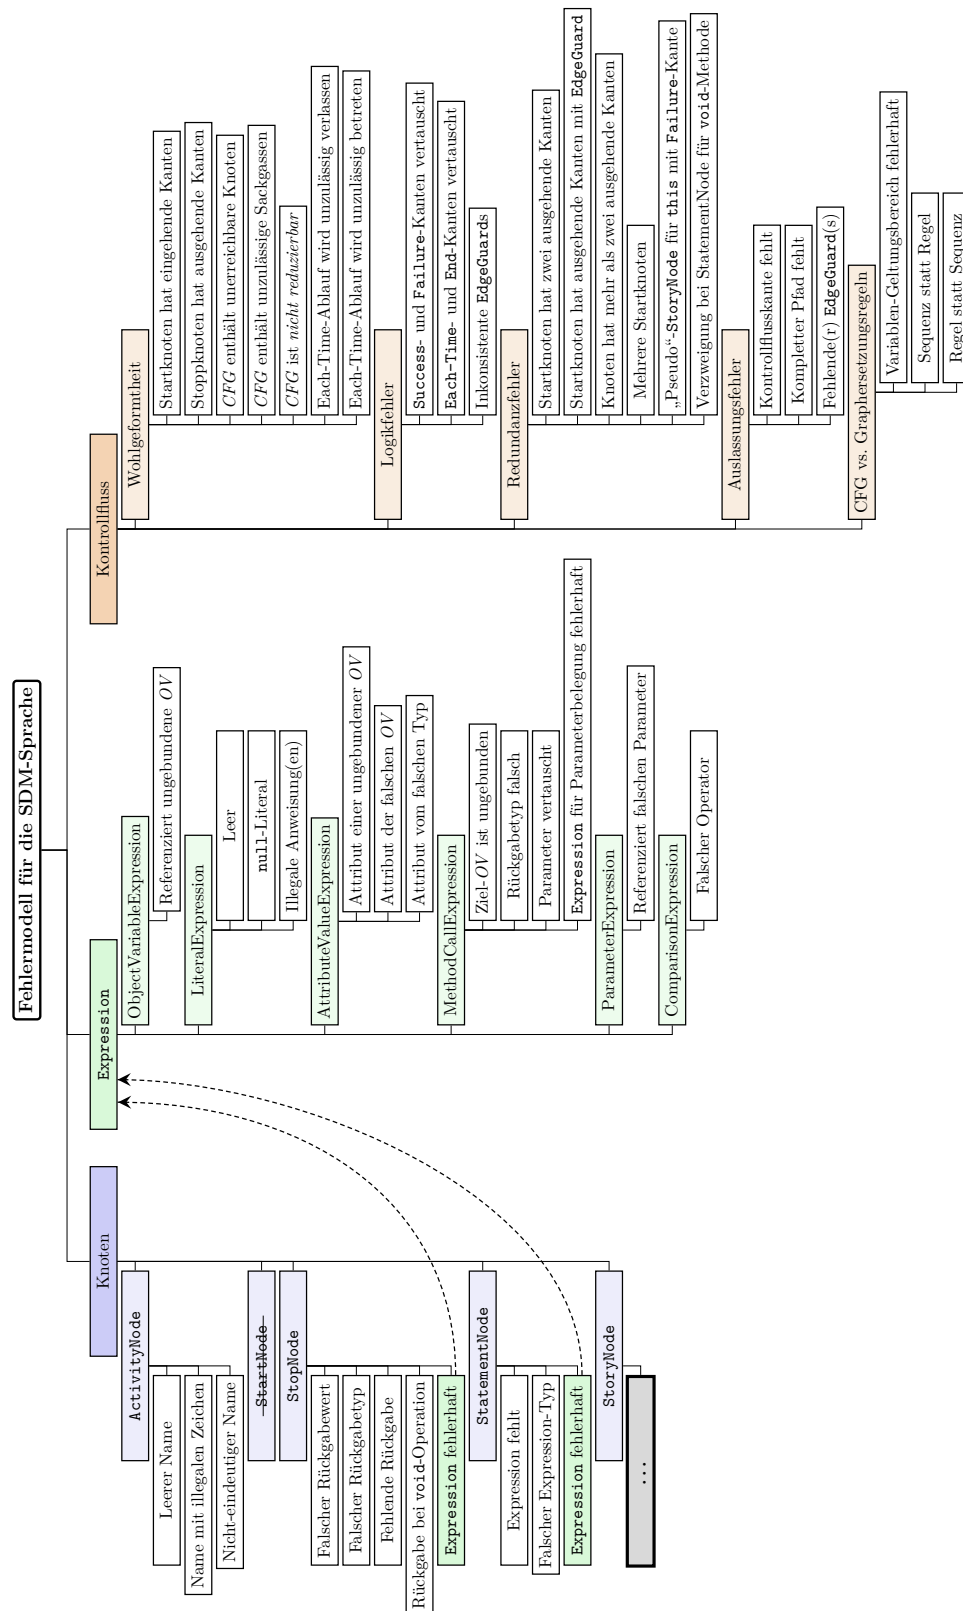 Fehlermodell für die SDM-Sprache
Knoten
ActivityNode
Leerer Name
Name mit illegalen Zeichen
Nicht-eindeutiger Name
StartNode
StopNode
Falscher Rückgabewert
Falscher Rückgabetyp
Fehlende Rückgabe
Rückgabe bei void-Operation
Expression fehlerhaft
StatementNode
Expression fehlt
Falscher Expression-Typ
Expression fehlerhaft
StoryNode
...
Expression
ObjectVariableExpression
Referenziert ungebundene OV
LiteralExpression
Leer
null-Literal
Illegale Anweisung(en)
AttributeValueExpression
Attribut einer ungebundener OV
Attribut der falschen OV
Attribut vom falschen Typ
MethodCallExpression
Ziel-OV ist ungebunden
Rückgabetyp falsch
Parameter vertauscht
Expression für Parameterbelegung fehlerhaft
ParameterExpression
Referenziert falschen Parameter
ComparisonExpression
Falscher Operator
Kontrollfluss
Wohlgeformtheit
Startknoten hat eingehende Kanten
Stoppknoten hat ausgehende Kanten
CFG enthält unerreichbare Knoten
CFG enthält unzulässige Sackgassen
CFG ist nicht reduzierbar
Each-Time-Ablauf wird unzulässig verlassen
Each-Time-Ablauf wird unzulässig betreten
Logikfehler
Success- und Failure-Kanten vertauscht
Each-Time- und End-Kanten vertauscht
Inkonsistente EdgeGuards
Redundanzfehler
Startknoten hat zwei ausgehende Kanten
Startknoten hat ausgehende Kanten mit EdgeGuard
Knoten hat mehr als zwei ausgehende Kanten
Mehrere Startknoten
„Pseudo“-StoryNode für this mit Failure-Kante
Verzweigung bei StatementNode für void-Methode
Auslassungsfehler
Kontrollflusskante fehlt
Kompletter Pfad fehlt
Fehlende(r) EdgeGuard(s)
CFG vs. Graphersetzungsregeln
Variablen-Geltungsbereich fehlerhaft
Sequenz statt Regel
Regel statt Sequenz